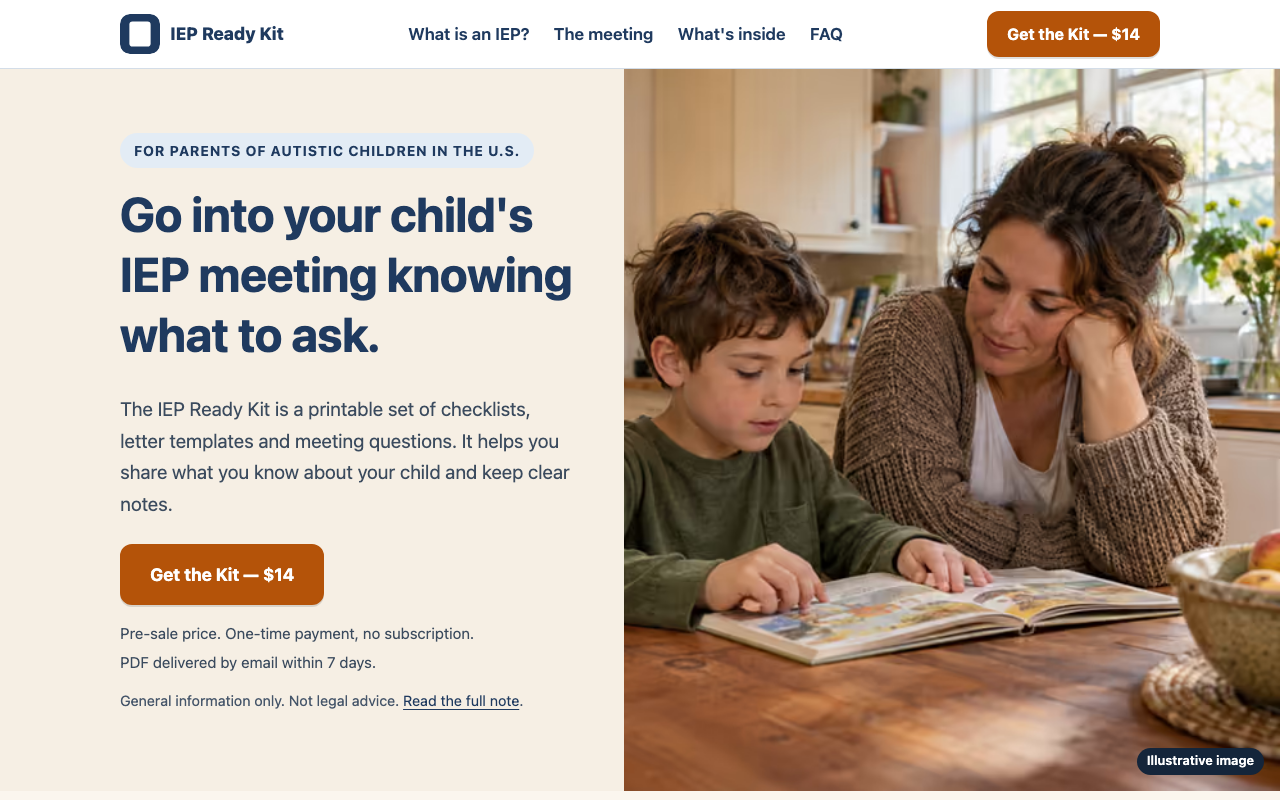 IEP Ready Kit
What is an IEP?
The meeting
What's inside
FAQ
Get the Kit — $14
FOR PARENTS OF AUTISTIC CHILDREN IN THE U.S.
Go into your child's
IEP meeting knowing
what to ask.
The IEP Ready Kit is a printable set of checklists,
letter templates and meeting questions. It helps you
share what you know about your child and keep clear
notes.
Get the Kit — $14
Pre-sale price. One-time payment, no subscription.
PDF delivered by email within 7 days.
General information only. Not legal advice. Read the full note.
Illustrative image